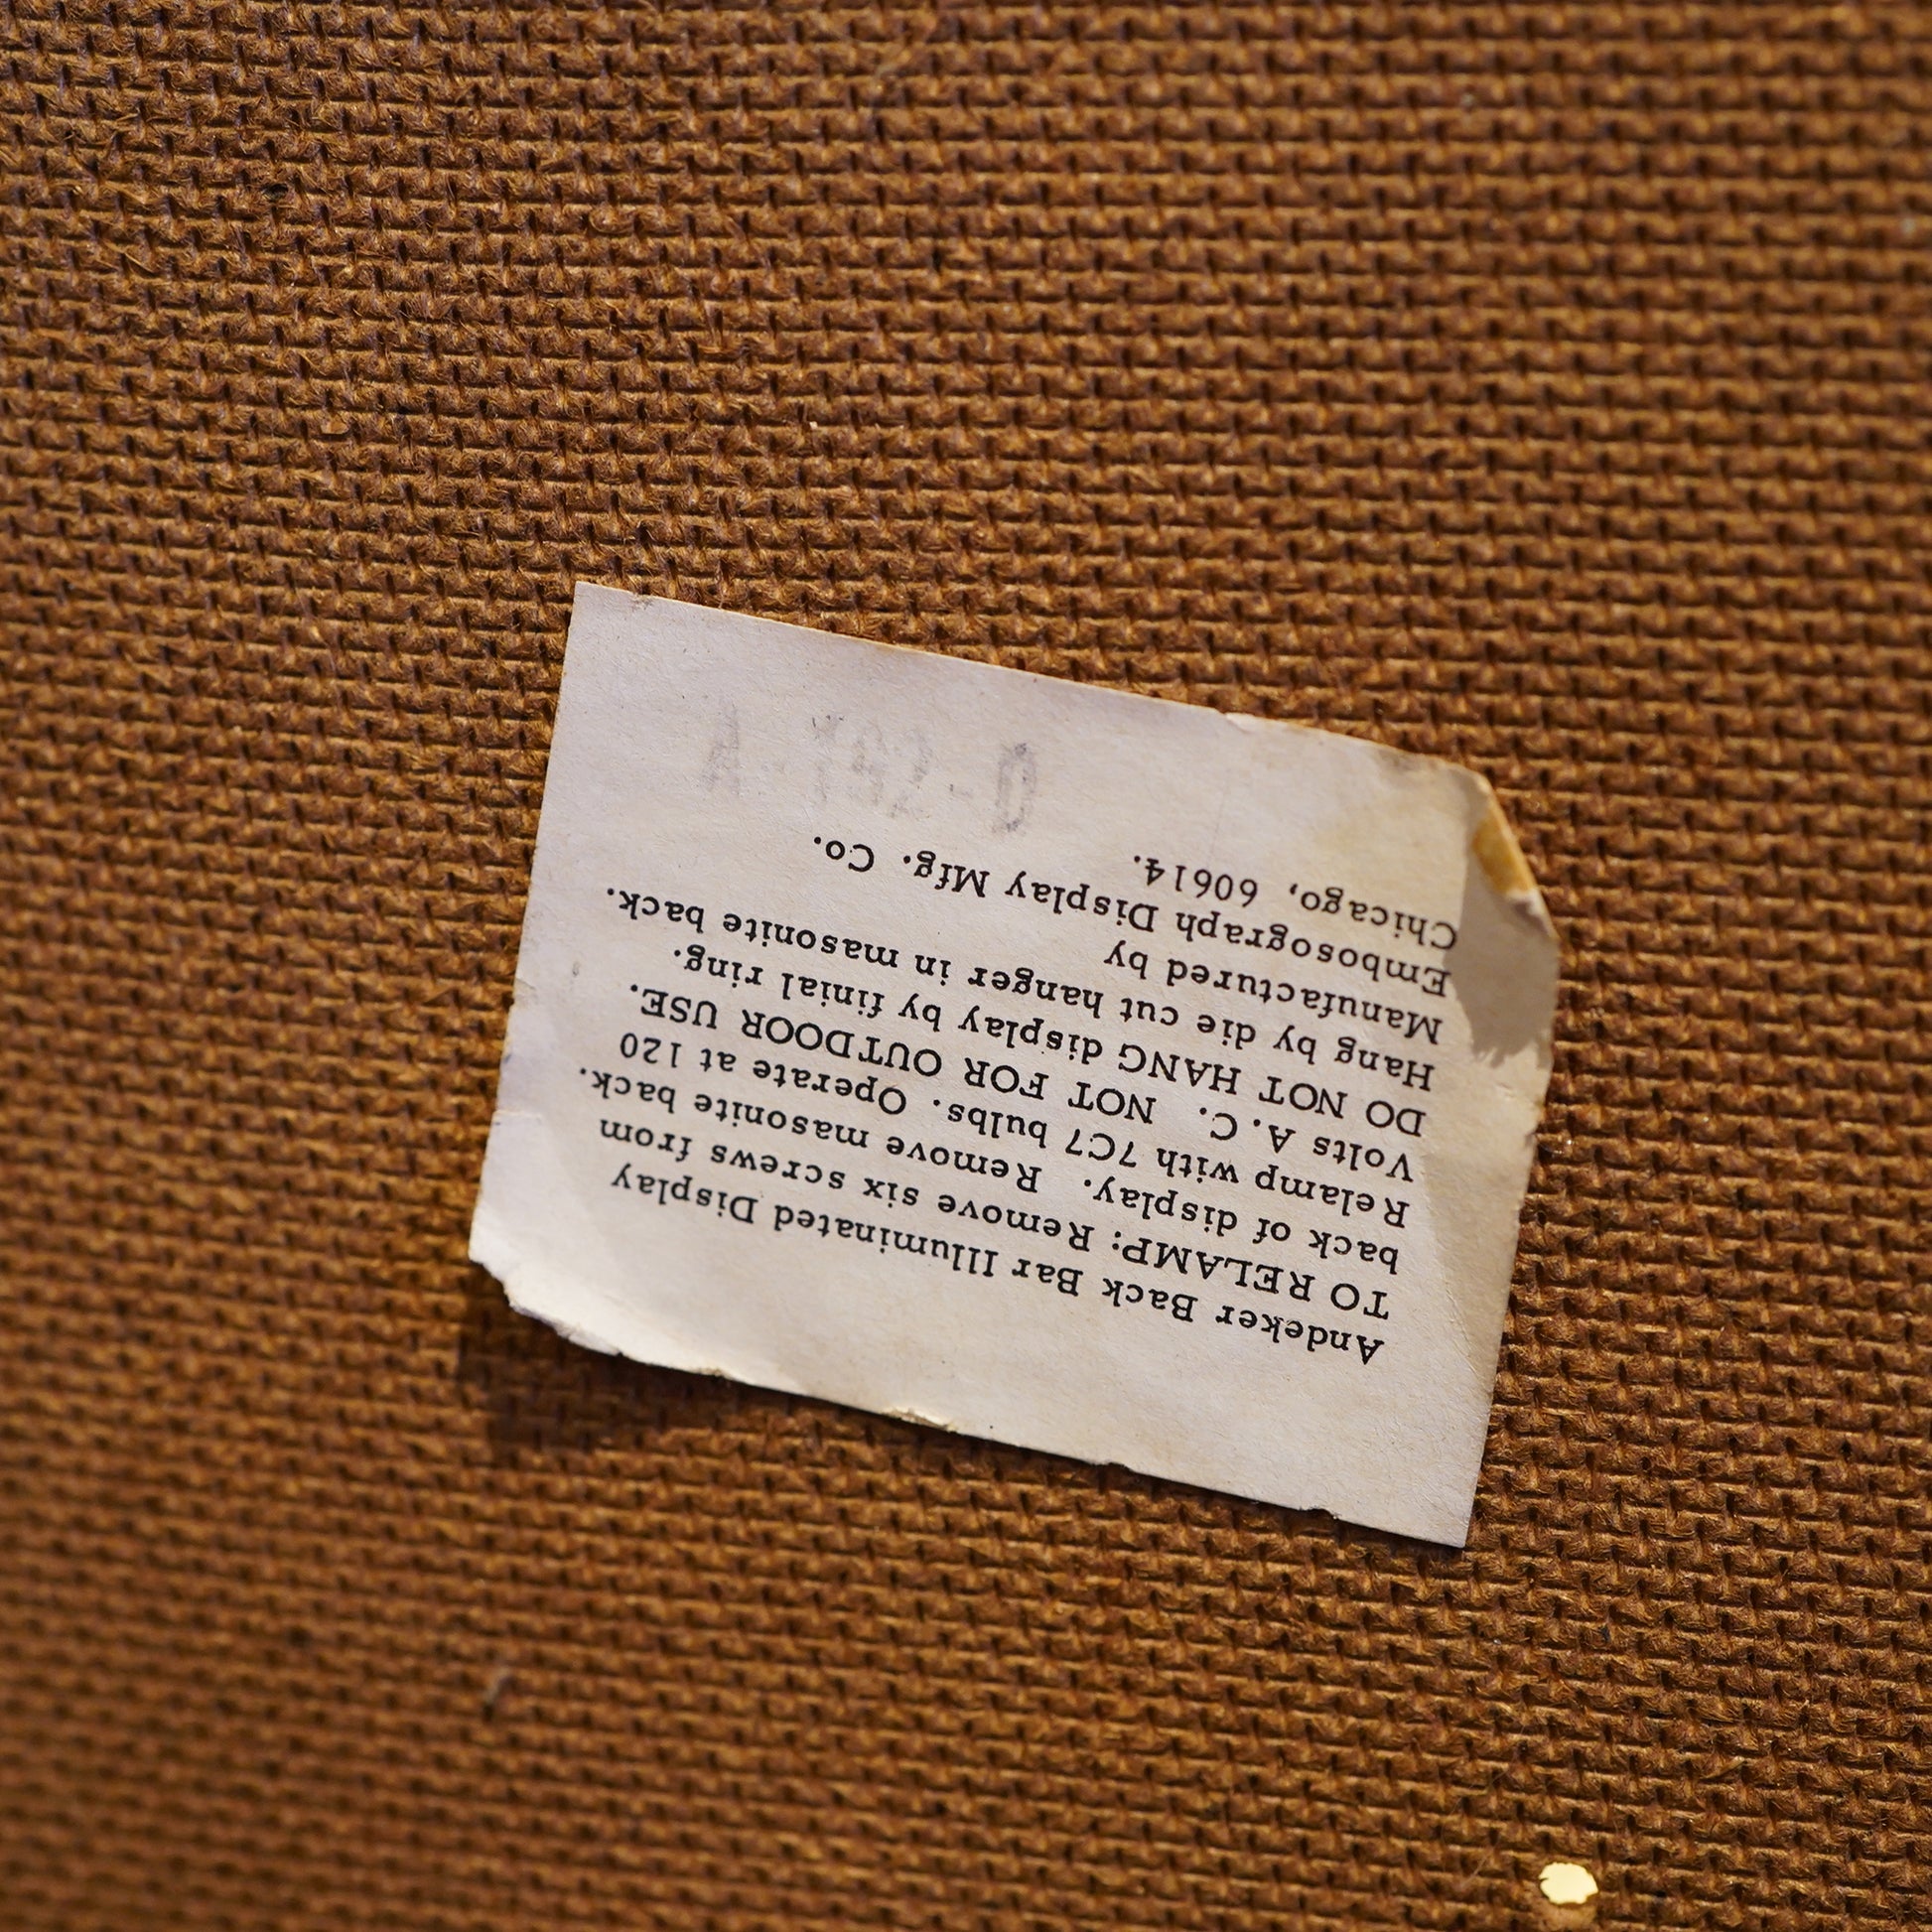 Andeker Back Bar Illuminated Display
TO RELAMP: Remove six screws from
back of display. Remove masonite back.
Relamp with 7C7 bulbs. Operate at 120
Volts A.C. NOT FOR OUTDOOR USE.
DO NOT HANG display by finial ring.
Hang by die cut hanger in masonite back.
Manufactured by
Embosograph Display Mfg. Co.
Chicago, 60614.